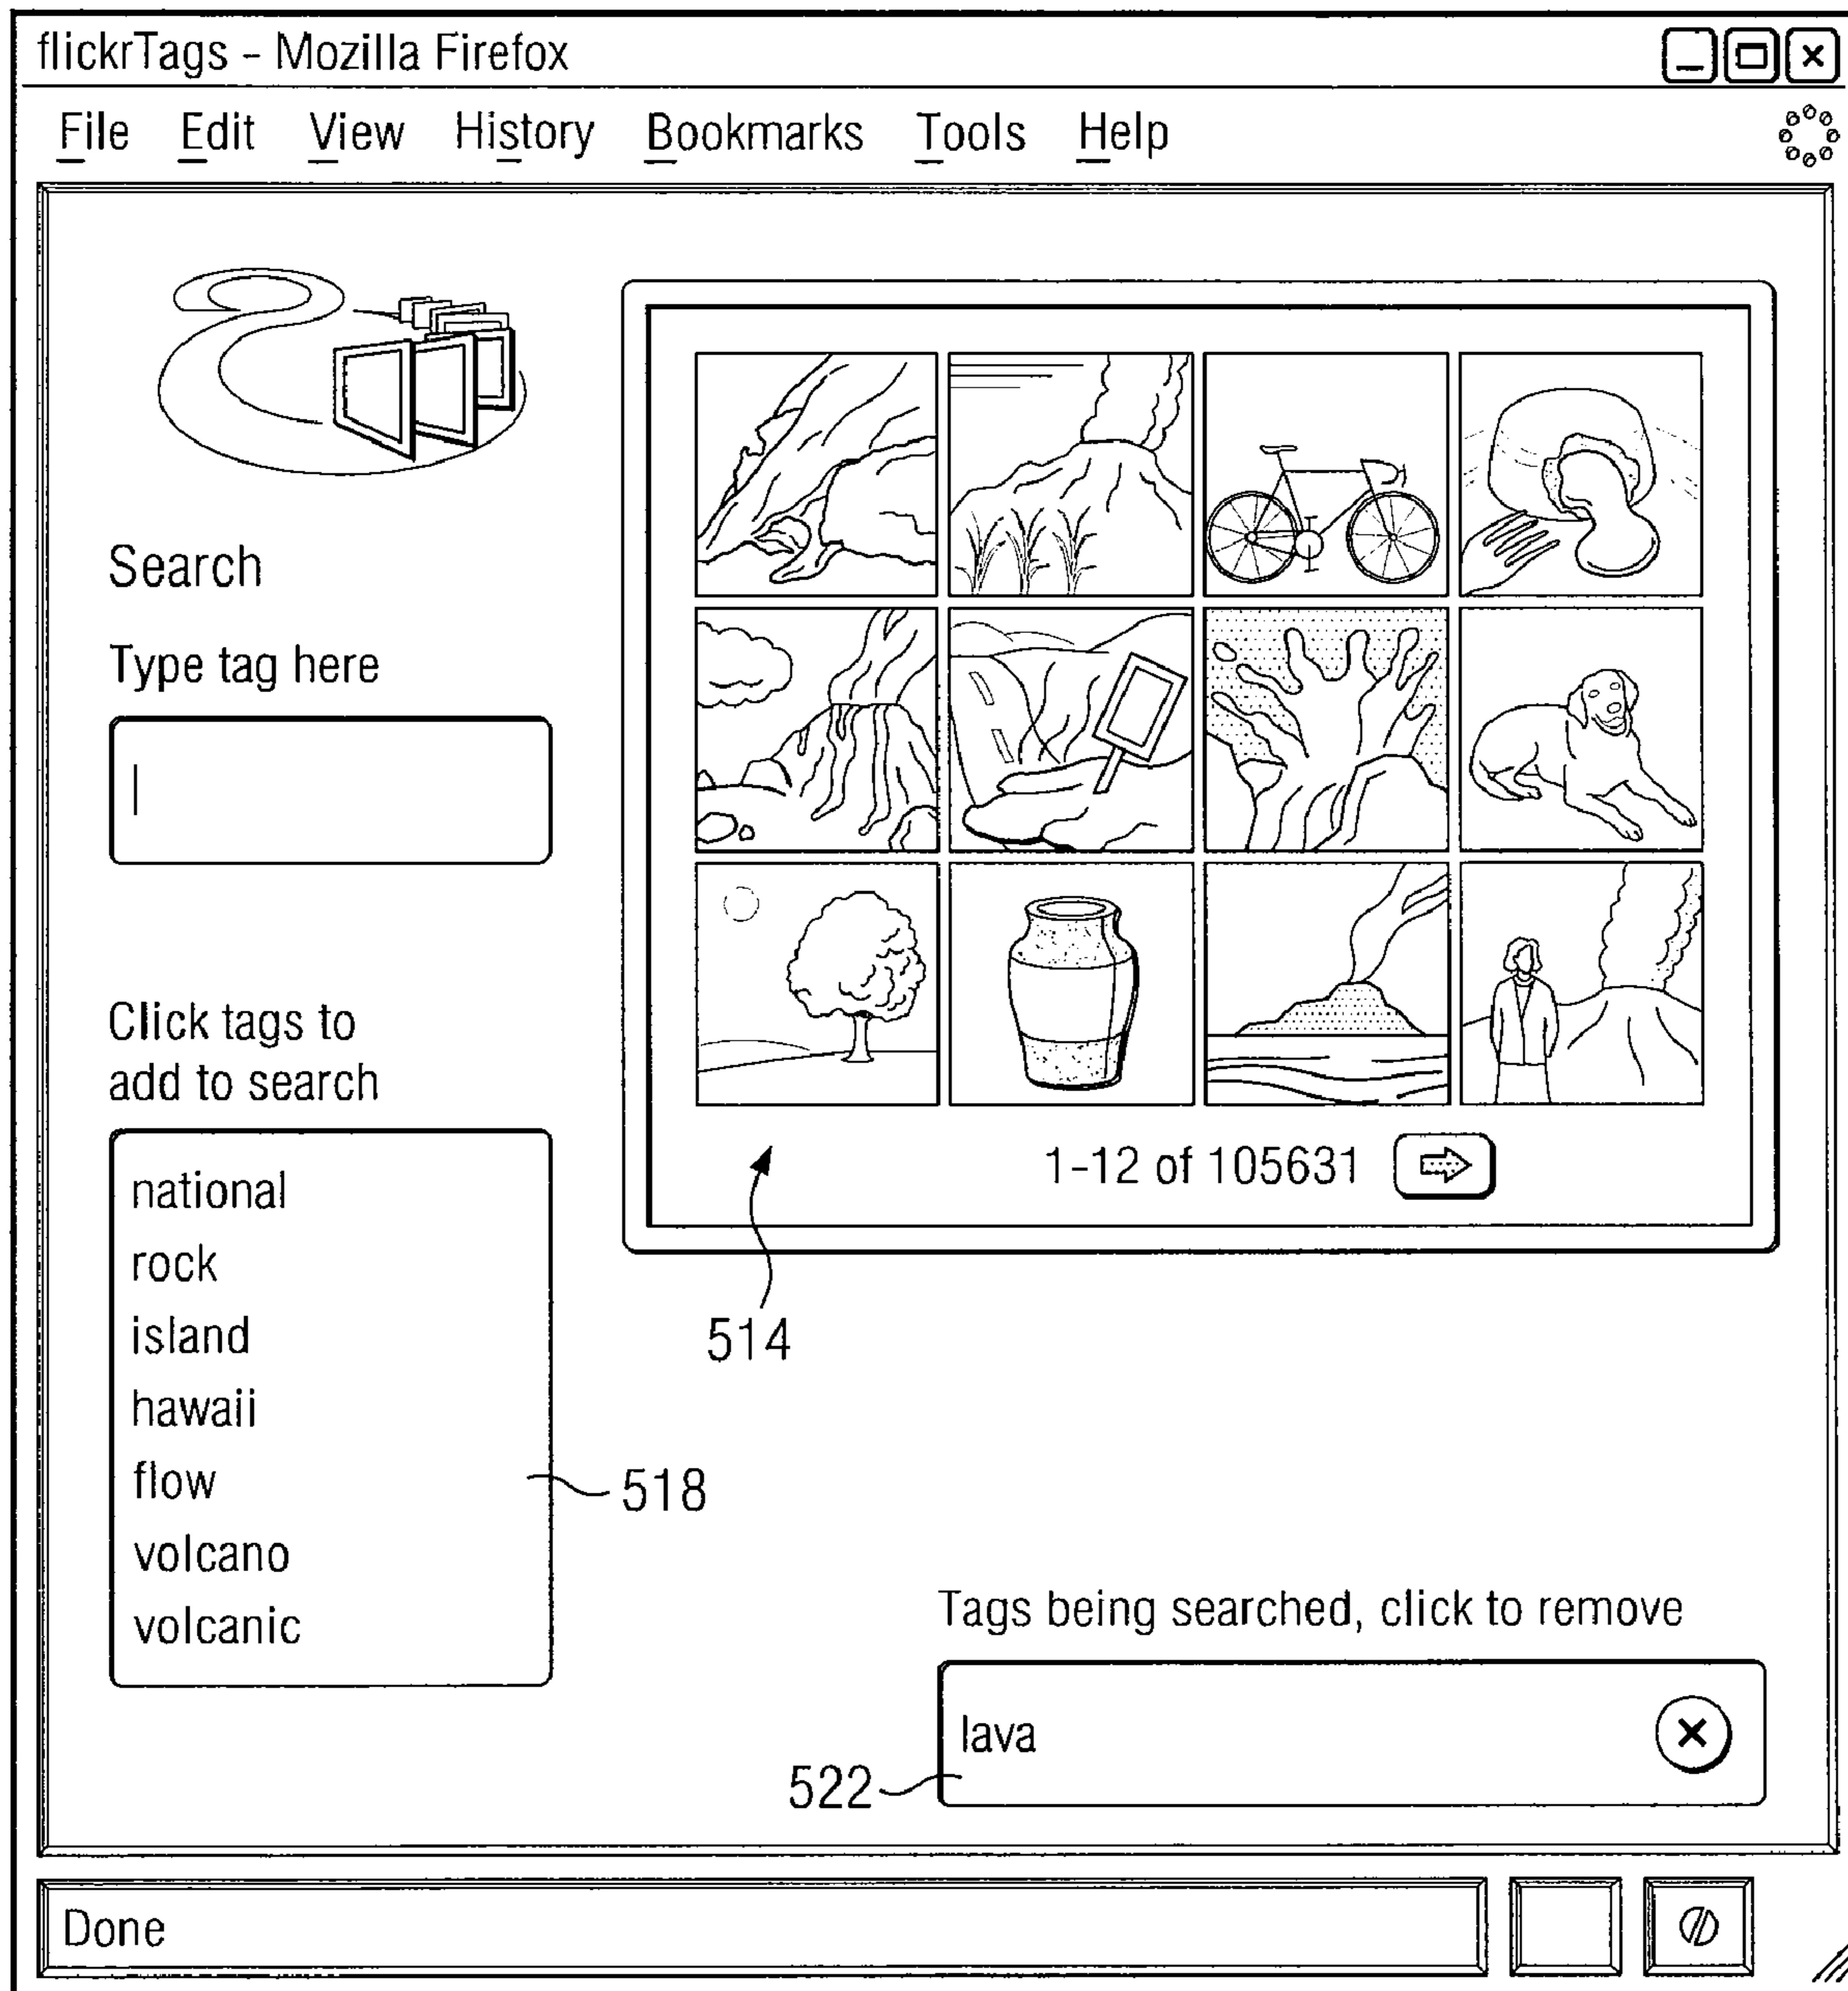 flickrTags - Mozilla Firefox
File Edit View History Bookmarks Tools Help
Search
Type tag here
Click tags to
add to search
national
rock
island
hawaii
flow
volcano
volcanic
518
1-12 of 105631
514
Tags being searched, click to remove
lava
522
Done